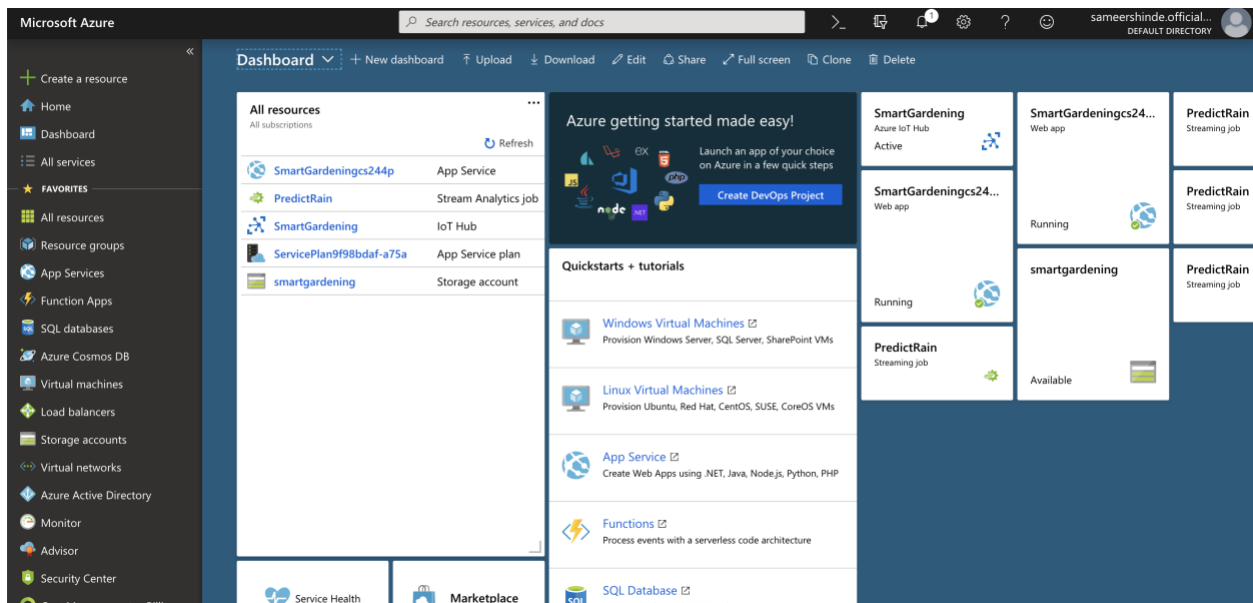 Microsoft Azure
Search resources, services, and docs
1
sameershinde.official...
DEFAULT DIRECTORY
Create a resource
Home
Dashboard
All services
FAVORITES
All resources
Resource groups
App Services
Function Apps
SQL databases
Azure Cosmos DB
Virtual machines
Load balancers
Storage accounts
Virtual networks
Azure Active Directory
Monitor
Advisor
Security Center
Dashboard
New dashboard
Upload
Download
Edit
Share
Full screen
Clone
Delete
All resources
All subscriptions
Refresh
SmartGardeningcs244p App Service
PredictRain Stream Analytics job
SmartGardening IoT Hub
ServicePlan9f98bdaf-a75a App Service plan
smartgardening Storage account
Service Health
Marketplace
Azure getting started made easy!
EX
JS
php
node
.NET
Launch an app of your choice
on Azure in a few quick steps
Create DevOps Project
Quickstarts + tutorials
Windows Virtual Machines
Provision Windows Server, SQL Server, SharePoint VMs
Linux Virtual Machines
Provision Ubuntu, Red Hat, CentOS, SUSE, CoreOS VMs
App Service
Create Web Apps using .NET, Java, Node.js, Python, PHP
Functions
Process events with a serverless code architecture
SQL Database
SQL
SmartGardening
Azure IoT Hub
Active
SmartGardeningcs24...
Web app
Running
PredictRain
Streaming job
SmartGardeningcs24...
Web app
Running
smartgardening
Available
PredictRain
Streaming job
PredictRain
Streaming job
PredictRain
Streaming job